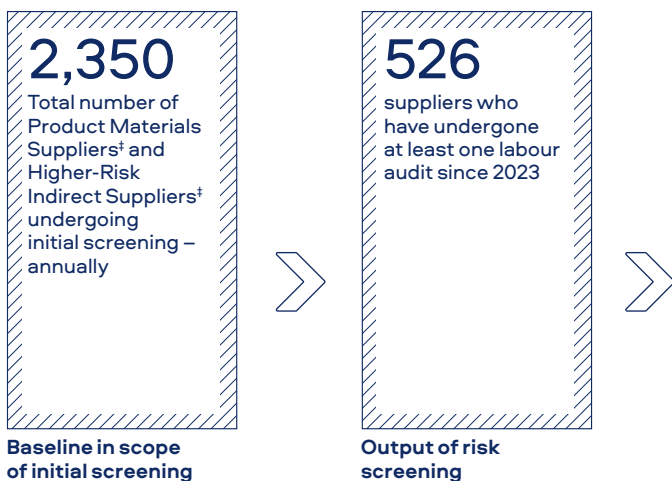 2,350
Total number of
Product Materials
Suppliers‡ and
Higher-Risk
Indirect Suppliers‡
undergoing
initial screening –
annually
Baseline in scope
of initial screening
526
suppliers who
have undergone
at least one labour
audit since 2023
Output of risk
screening